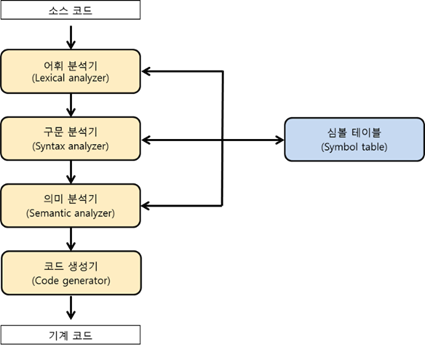 소스 코드
어휘 분석기
(Lexical analyzer)
구문 분석기
(Syntax analyzer)
심볼 테이블
(Symbol table)
의미 분석기
(Semantic analyzer)
코드 생성기
(Code generator)
기계 코드